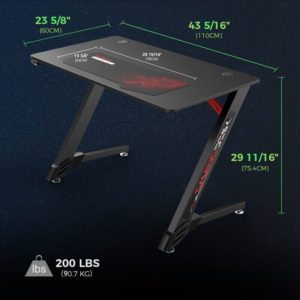 23 5/8"
(60CM)
43 5/16"
(110CM)
29 11/16"
(75.4CM)
lbs
200 LBS
(90.7 KG)